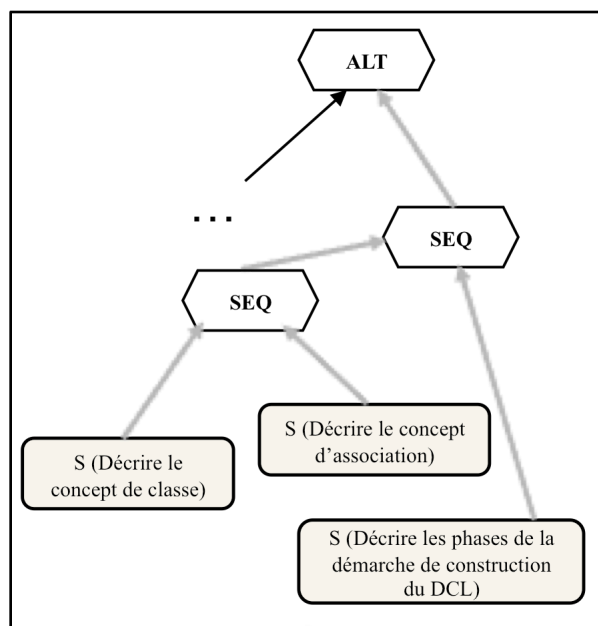 ALT
...
SEQ
SEQ
S (Décrire le
concept de classe)
S (Décrire le concept
d’association)
S (Décrire les phases de la
démarche de construction
du DCL)